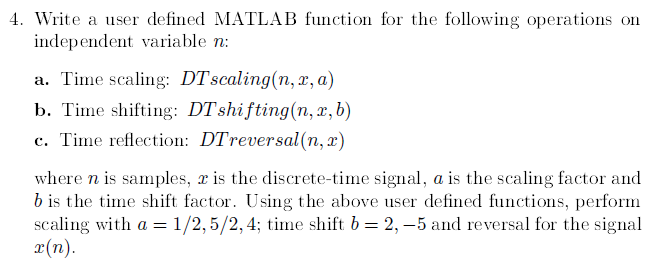 4. Write a user defined MATLAB function for the following operations on
independent variable n:
a. Time scaling: DTscaling(n, x, a)
b. Time shifting: DTshifting(n, x, b)
c. Time reflection: DTreversal(n, x)
where n is samples, x is the discrete-time signal, a is the scaling factor and
b is the time shift factor. Using the above user defined functions, perform
scaling with a = 1/2, 5/2, 4; time shift b = 2, −5 and reversal for the signal
x(n).